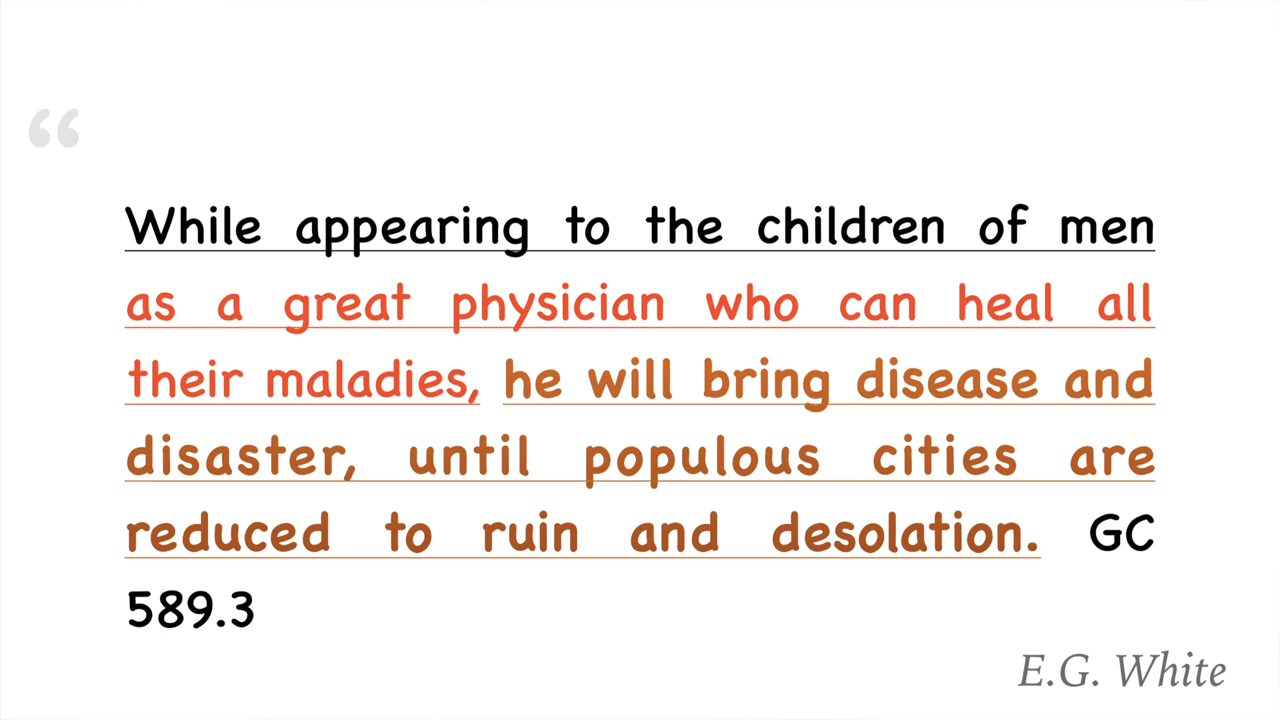 “
While appearing to the children of men
as a great physician who can heal all
their maladies, he will bring disease and
disaster, until populous cities are
reduced to ruin and desolation. GC
589.3
E.G. White